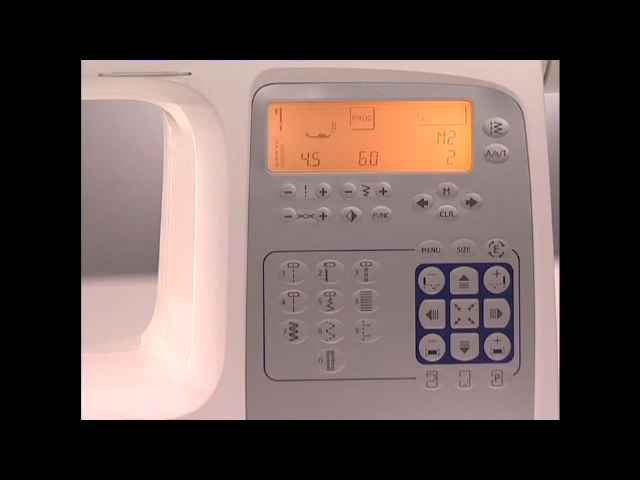 PROG
M2
4.5 6.0 2
A/a/1
M
CLR
FUNC
MENU SIZE E
1 2 3
4 5 6
7 8 9
0
P